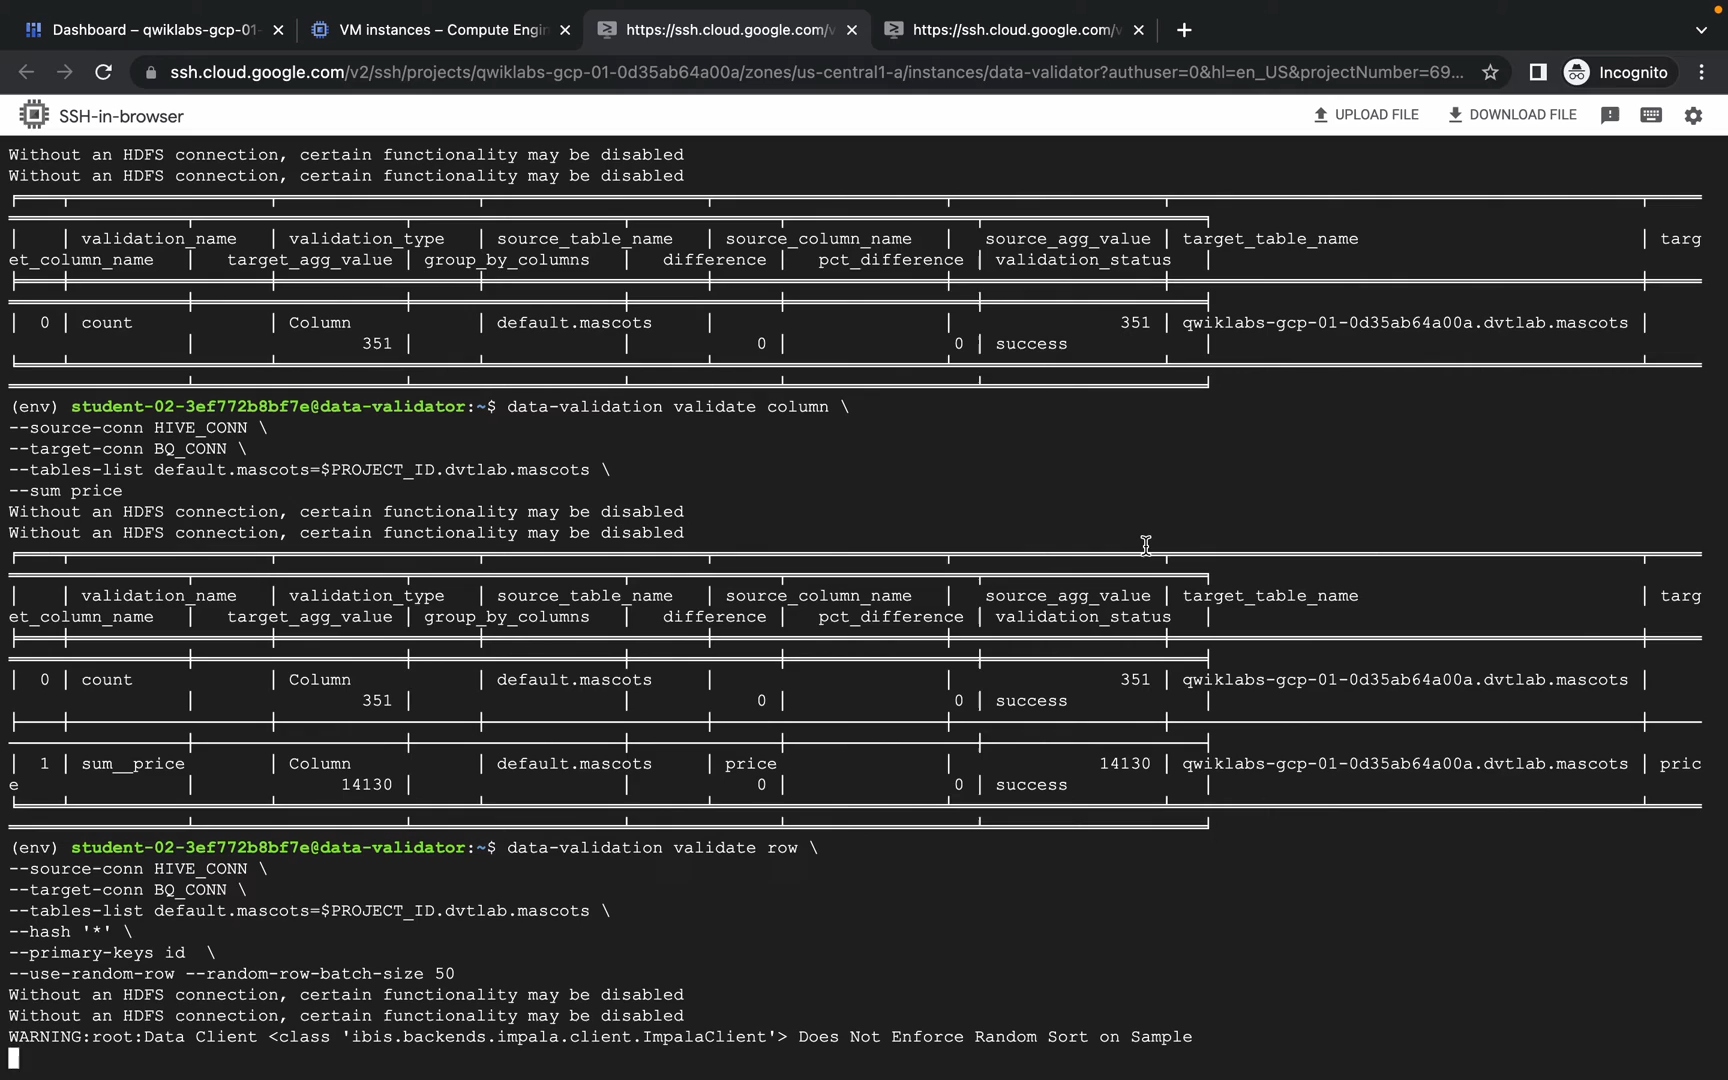 Dashboard – qwiklabs-gcp-01-
VM instances – Compute Engin
https://ssh.cloud.google.com/v
https://ssh.cloud.google.com/v
ssh.cloud.google.com/v2/ssh/projects/qwiklabs-gcp-01-0d35ab64a00a/zones/us-central1-a/instances/data-validator?authuser=0&hl=en_US&projectNumber=69...
Incognito
SSH-in-browser
UPLOAD FILE
DOWNLOAD FILE
Without an HDFS connection, certain functionality may be disabled
Without an HDFS connection, certain functionality may be disabled
| | validation_name | validation_type | source_table_name | source_column_name | source_agg_value | target_table_name | targ
et_column_name | target_agg_value | group_by_columns | difference | pct_difference | validation_status |
| 0 | count | Column | default.mascots | | 351 | qwiklabs-gcp-01-0d35ab64a00a.dvtlab.mascots |
| 351 | | 0 | 0 | success |
(env) student-02-3ef772b8bf7e@data-validator:~$ data-validation validate column \
--source-conn HIVE_CONN \
--target-conn BQ_CONN \
--tables-list default.mascots=$PROJECT_ID.dvtlab.mascots \
--sum price
Without an HDFS connection, certain functionality may be disabled
Without an HDFS connection, certain functionality may be disabled
| | validation_name | validation_type | source_table_name | source_column_name | source_agg_value | target_table_name | targ
et_column_name | target_agg_value | group_by_columns | difference | pct_difference | validation_status |
| 0 | count | Column | default.mascots | | 351 | qwiklabs-gcp-01-0d35ab64a00a.dvtlab.mascots |
| 351 | | 0 | 0 | success |
| 1 | sum__price | Column | default.mascots | price | 14130 | qwiklabs-gcp-01-0d35ab64a00a.dvtlab.mascots | pric
e | 14130 | | 0 | 0 | success |
(env) student-02-3ef772b8bf7e@data-validator:~$ data-validation validate row \
--source-conn HIVE_CONN \
--target-conn BQ_CONN \
--tables-list default.mascots=$PROJECT_ID.dvtlab.mascots \
--hash '*' \
--primary-keys id \
--use-random-row --random-row-batch-size 50
Without an HDFS connection, certain functionality may be disabled
Without an HDFS connection, certain functionality may be disabled
WARNING:root:Data Client <class 'ibis.backends.impala.client.ImpalaClient'> Does Not Enforce Random Sort on Sample